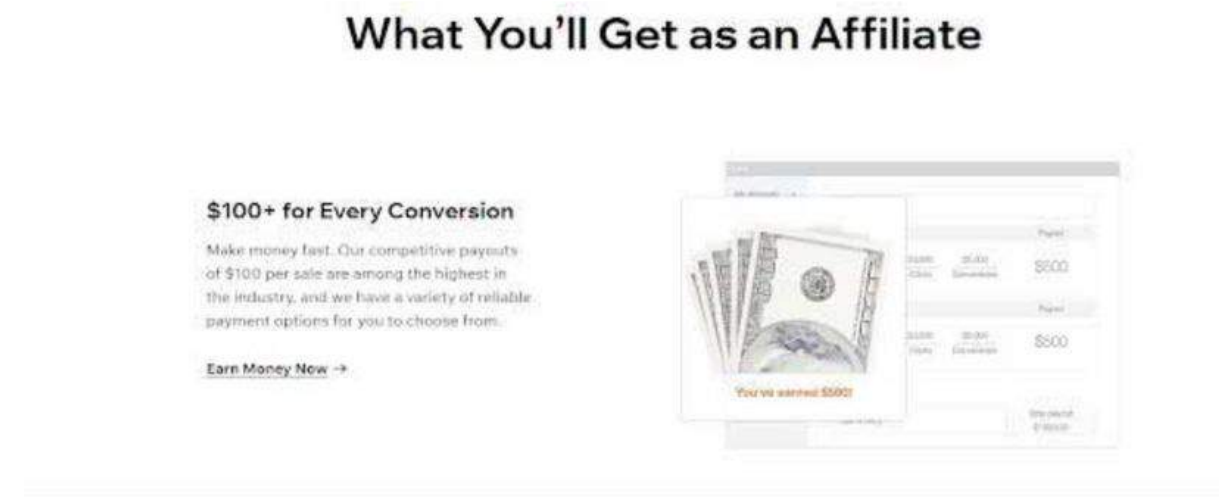 What You'll Get as an Affiliate
$100+ for Every Conversion
Make money fast. Our competitive payouts
of $100 per sale are among the highest in
the industry, and we have a variety of reliable
payment options for you to choose from.
Earn Money Now →
You've earned $500!
Payout
$500
Payout
$500